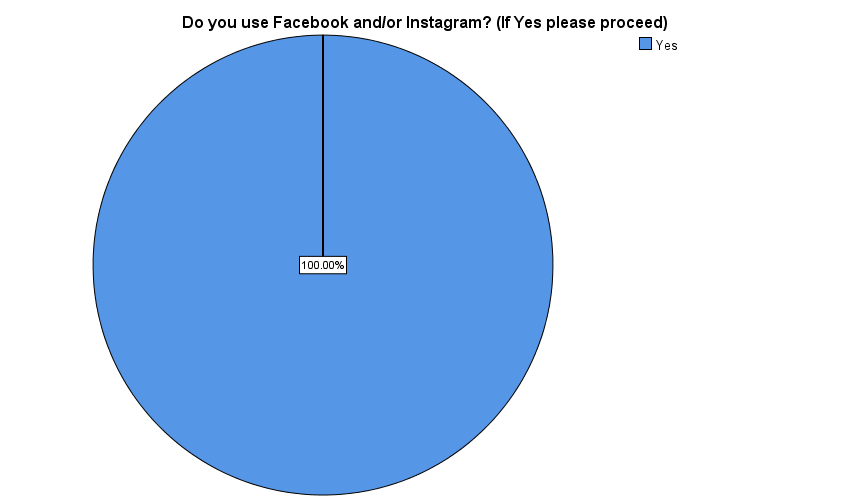 Do you use Facebook and/or Instagram? (If Yes please proceed)
Yes
100.00%